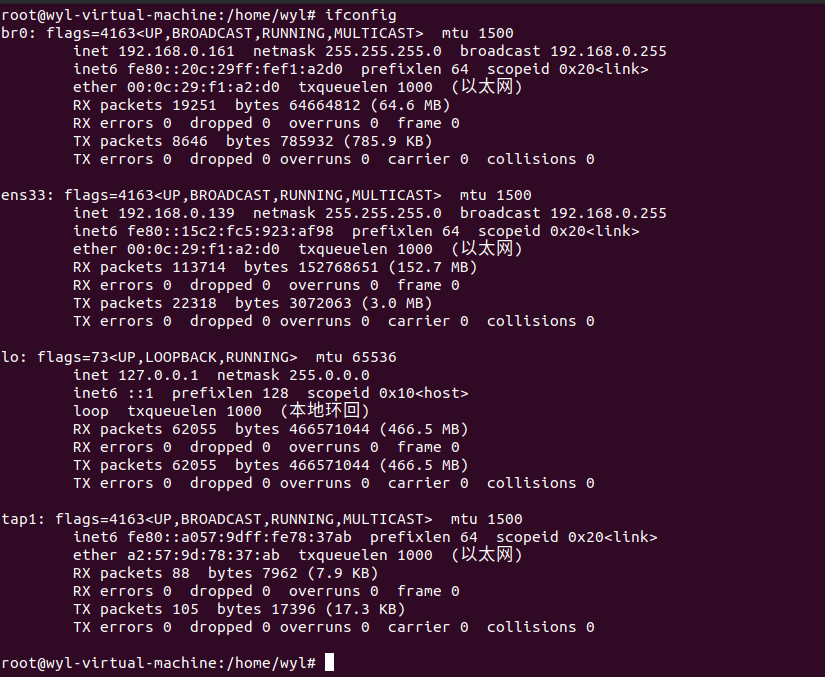 root@wyl-virtual-machine:/home/wyl# ifconfig
br0: flags=4163<UP,BROADCAST,RUNNING,MULTICAST>  mtu 1500
        inet 192.168.0.161  netmask 255.255.255.0  broadcast 192.168.0.255
        inet6 fe80::20c:29ff:fef1:a2d0  prefixlen 64  scopeid 0x20<link>
        ether 00:0c:29:f1:a2:d0  txqueuelen 1000  (以太网)
        RX packets 19251  bytes 64664812 (64.6 MB)
        RX errors 0  dropped 0  overruns 0  frame 0
        TX packets 8646  bytes 785932 (785.9 KB)
        TX errors 0  dropped 0 overruns 0  carrier 0  collisions 0

ens33: flags=4163<UP,BROADCAST,RUNNING,MULTICAST>  mtu 1500
        inet 192.168.0.139  netmask 255.255.255.0  broadcast 192.168.0.255
        inet6 fe80::15c2:fc5:923:af98  prefixlen 64  scopeid 0x20<link>
        ether 00:0c:29:f1:a2:d0  txqueuelen 1000  (以太网)
        RX packets 113714  bytes 152768651 (152.7 MB)
        RX errors 0  dropped 0  overruns 0  frame 0
        TX packets 22318  bytes 3072063 (3.0 MB)
        TX errors 0  dropped 0 overruns 0  carrier 0  collisions 0

lo: flags=73<UP,LOOPBACK,RUNNING>  mtu 65536
        inet 127.0.0.1  netmask 255.0.0.0
        inet6 ::1  prefixlen 128  scopeid 0x10<host>
        loop  txqueuelen 1000  (本地环回)
        RX packets 62055  bytes 466571044 (466.5 MB)
        RX errors 0  dropped 0  overruns 0  frame 0
        TX packets 62055  bytes 466571044 (466.5 MB)
        TX errors 0  dropped 0 overruns 0  carrier 0  collisions 0

tap1: flags=4163<UP,BROADCAST,RUNNING,MULTICAST>  mtu 1500
        inet6 fe80::a057:9dff:fe78:37ab  prefixlen 64  scopeid 0x20<link>
        ether a2:57:9d:78:37:ab  txqueuelen 1000  (以太网)
        RX packets 88  bytes 7962 (7.9 KB)
        RX errors 0  dropped 0  overruns 0  frame 0
        TX packets 105  bytes 17396 (17.3 KB)
        TX errors 0  dropped 0 overruns 0  carrier 0  collisions 0

root@wyl-virtual-machine:/home/wyl#